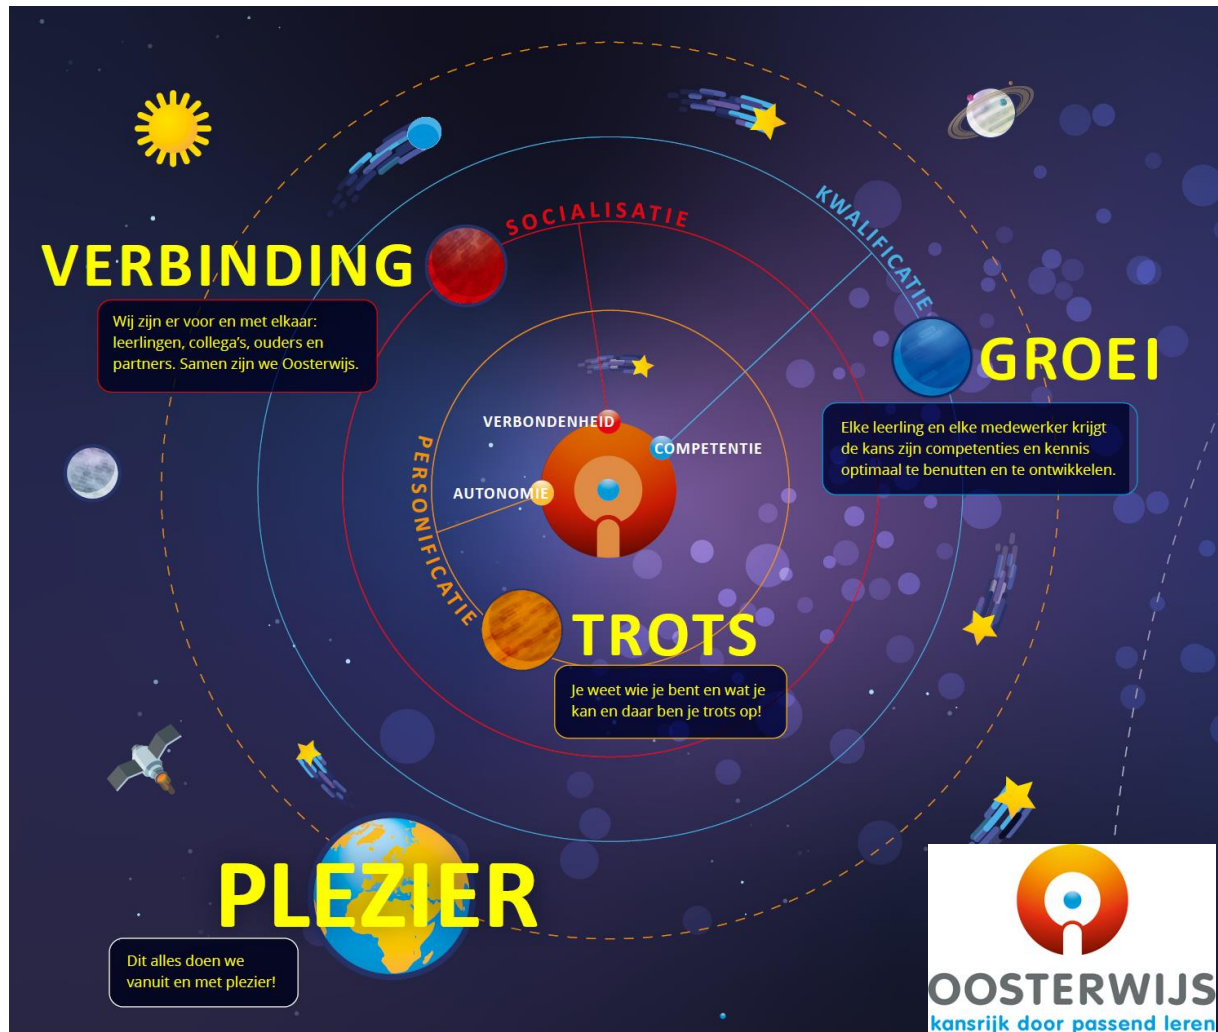 SOCIALISATIE
KWALIFICATIE
VERBINDING
Wij zijn er voor en met elkaar:
leerlingen, collega's, ouders en
partners. Samen zijn we Oosterwijs.
GROEI
Elke leerling en elke medewerker krijgt
de kans zijn competenties en kennis
optimaal te benutten en te ontwikkelen.
VERBONDENHEID
COMPETENTIE
AUTONOMIE
PERSONIFICATIE
TROTS
Je weet wie je bent en wat je
kan en daar ben je trots op!
PLEZIER
Dit alles doen we
vanuit en met plezier!
OOSTERWIJS
kansrijk door passend leren